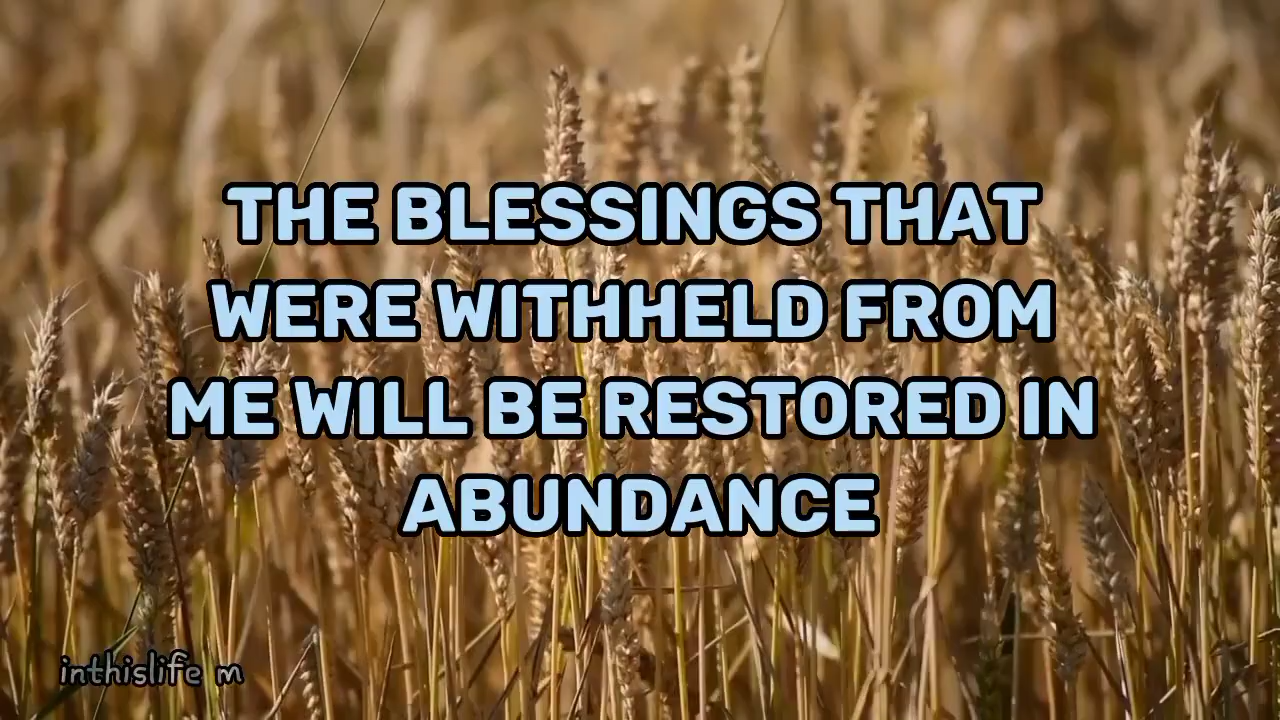 THE BLESSINGS THAT
WERE WITHHELD FROM
ME WILL BE RESTORED IN
ABUNDANCE
inthislife m